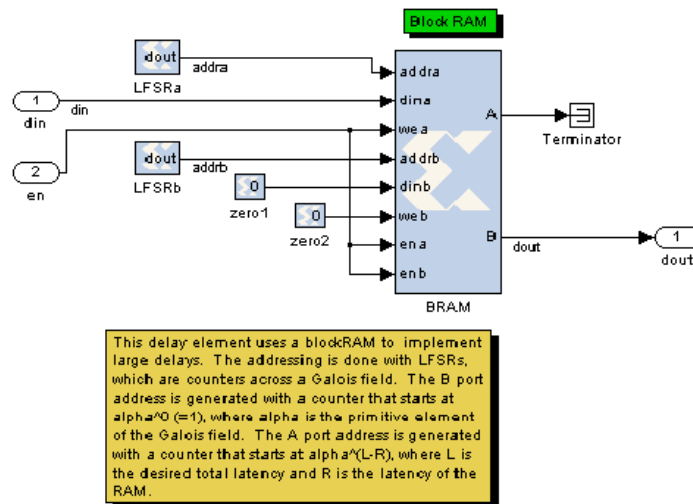 Block RAM
dout
LFSRa
addra
addra
1
din
din
dina
A
wea
Terminator
2
en
dout
LFSRb
addrb
addrb
0
zero1
dinb
0
zero2
web
B
dout
1
dout
ena
enb
BRAM
This delay element uses a blockRAM to implement
large delays. The addressing is done with LFSRs,
which are counters across a Galois field. The B port
address is generated with a counter that starts at
alpha^0 (=1), where alpha is the primitive element
of the Galois field. The A port address is generated
with a counter that starts at alpha^(L-R), where L is
the desired total latency and R is the latency of the
RAM.